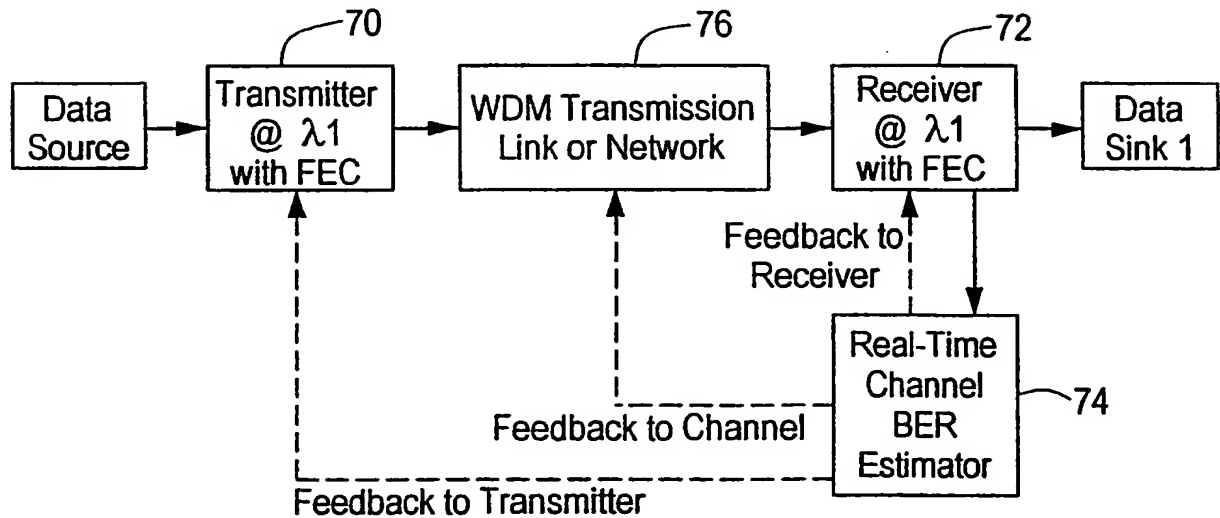 70
76
72
Data
Source
Transmitter
@ λ1
with FEC
WDM Transmission
Link or Network
Receiver
@ λ1
with FEC
Data
Sink 1
Feedback to
Receiver
Real-Time
Channel
BER
Estimator
74
Feedback to Channel
Feedback to Transmitter